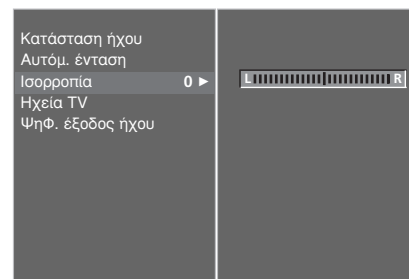 Κατάσταση ήχου
Αυτόμ. ένταση
Ισορροπία 0 ►
L R
Ηχεία TV
ΨηΦ. έξοδος ήχου